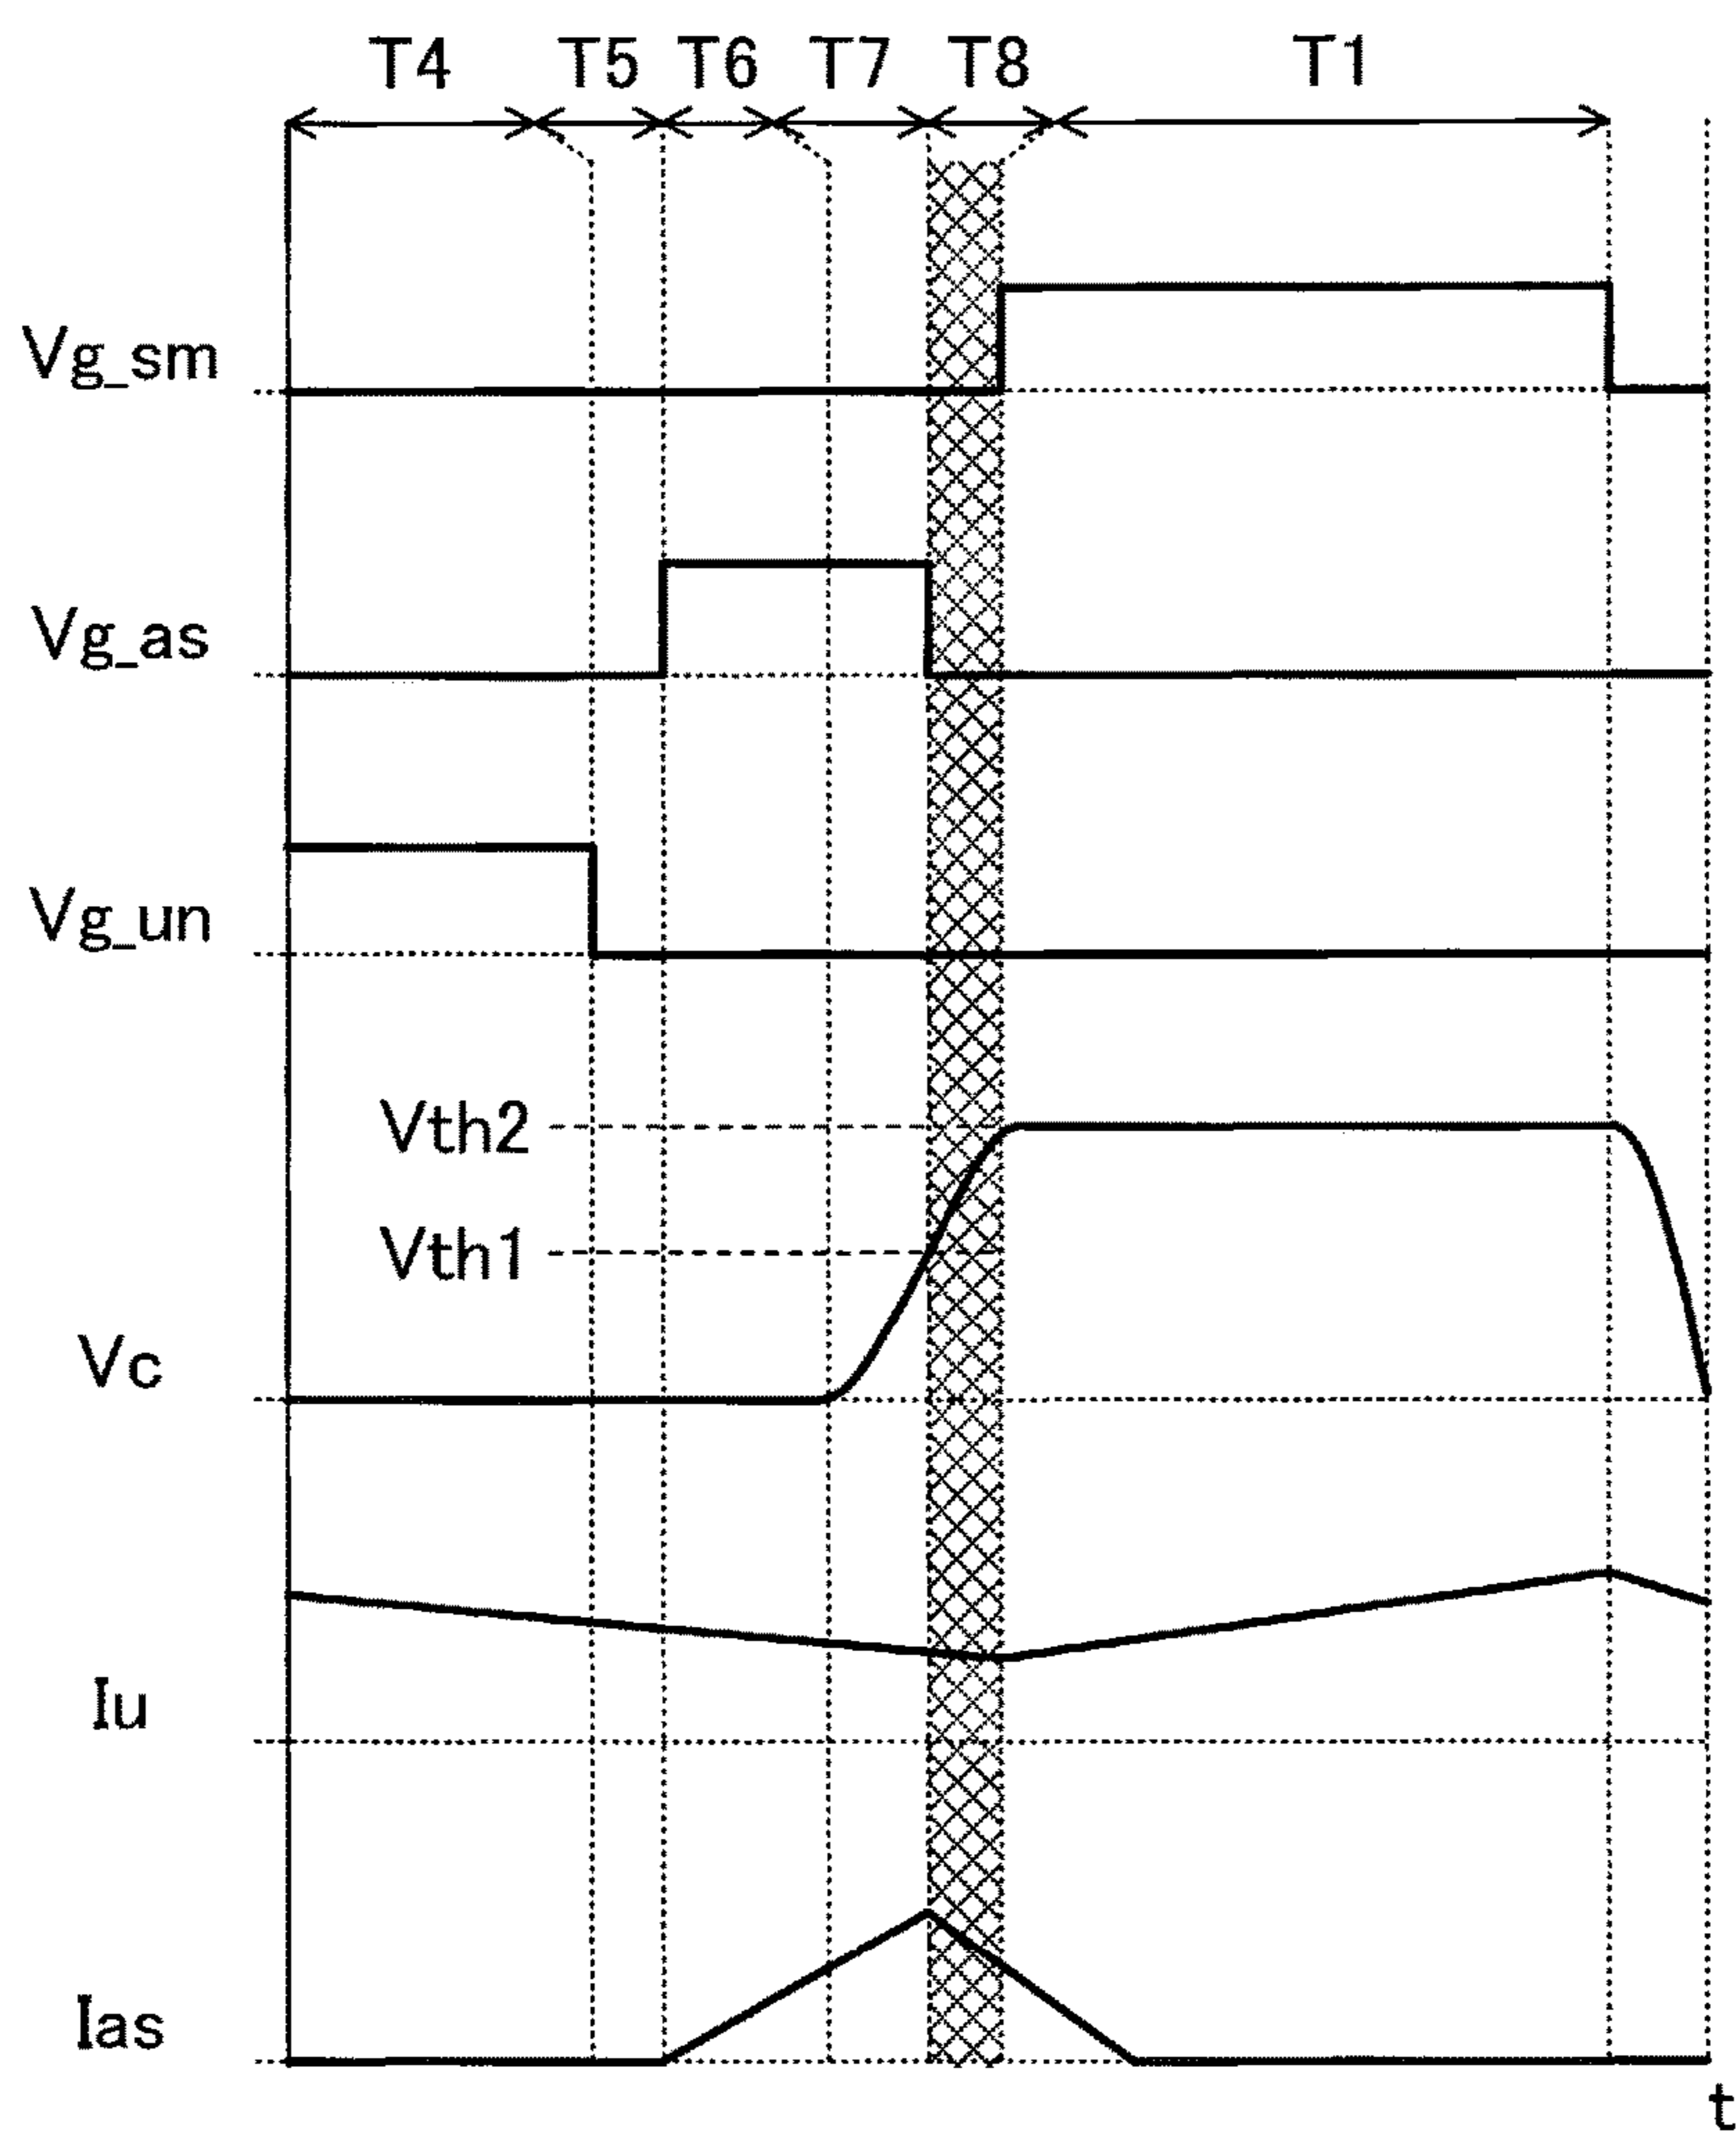 T4 T5 T6 T7 T8 T1
Vg_sm
Vg_as
Vg_un
Vth2
Vth1
Vc
Iu
Ias
t